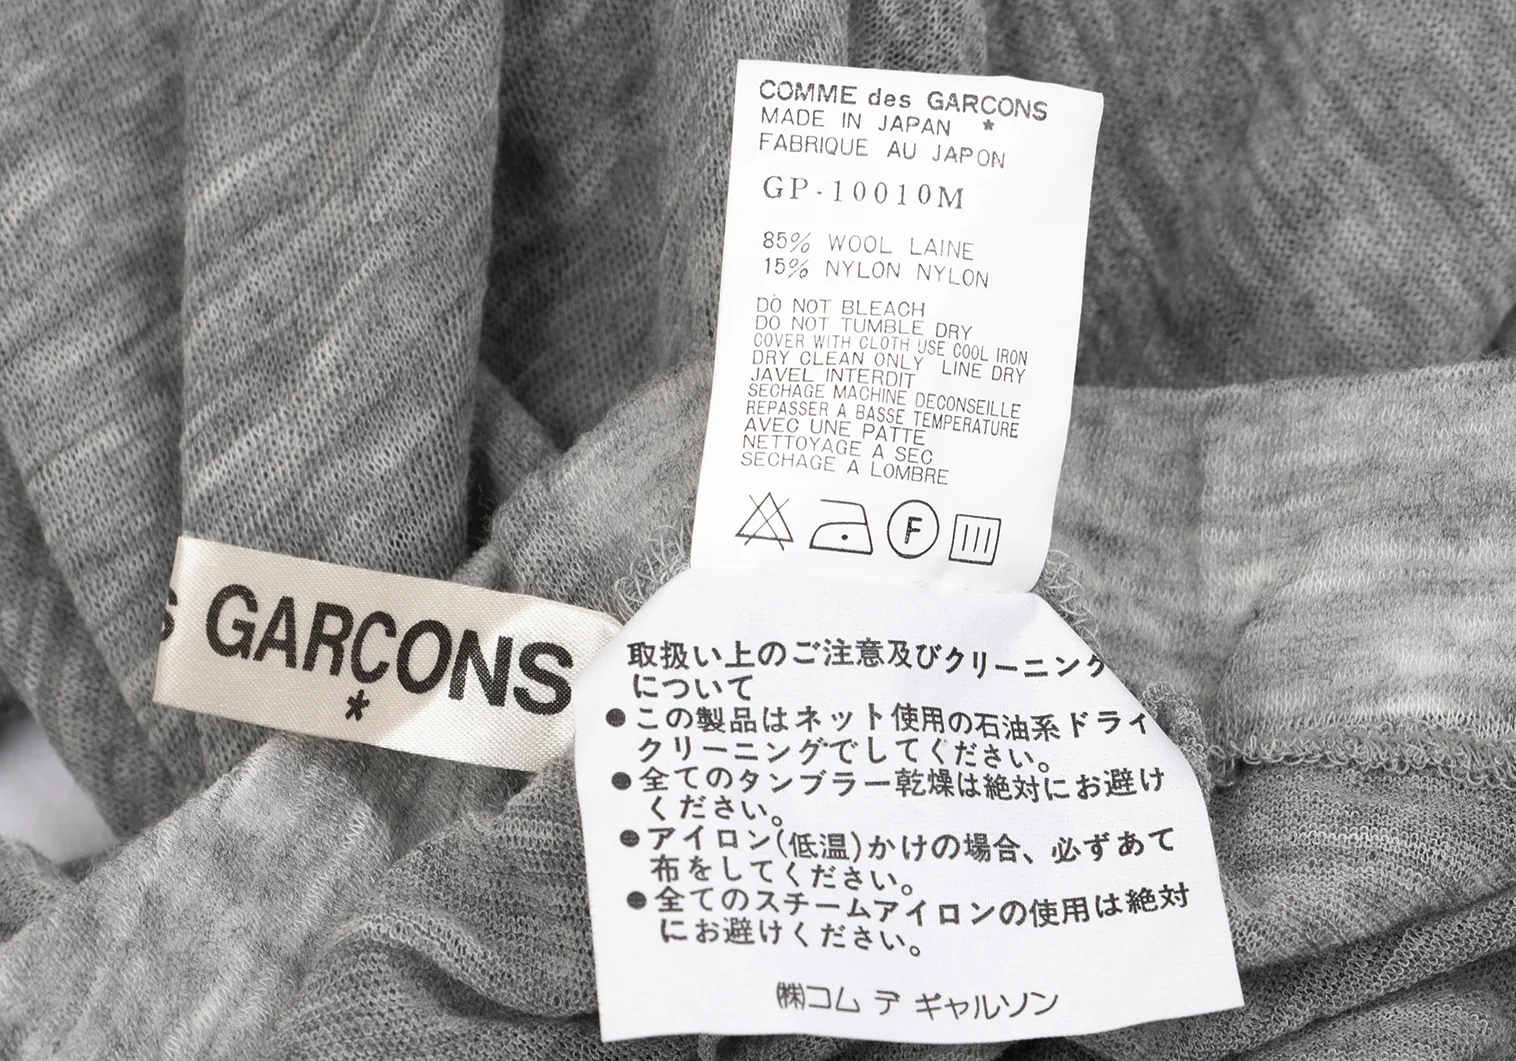 COMME des GARCONS
MADE IN JAPAN *
FABRIQUE AU JAPON
GP-10010M
85% WOOL LAINE
15% NYLON NYLON
DO NOT BLEACH
DO NOT TUMBLE DRY
COVER WITH CLOTH USE COOL IRON
DRY CLEAN ONLY LINE DRY
JAVEL INTERDIT
SECHAGE MACHINE DECONSEILLE
REPASSER A BASSE TEMPERATURE
AVEC UNE PATTE
NETTOYAGE A SEC
SECHAGE A LOMBRE
F
S GARCONS
*
取扱い上のご注意及びクリーニング
について
●この製品はネット使用の石油系ドライ
クリーニングでしてください。
●全てのタンブラー乾燥は絶対にお避け
ください。
●アイロン(低温)かけの場合、必ずあて
布をしてください。
●全てのスチームアイロンの使用は絶対
にお避けください。
㈱コム デ ギャルソン